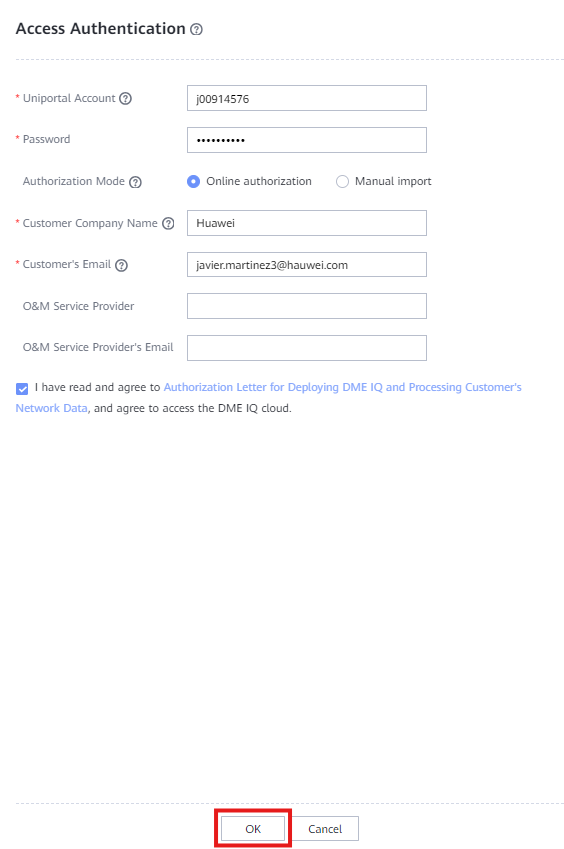 Access Authentication
* Uniportal Account j00914576
* Password ••••••••••
Authorization Mode Online authorization Manual import
* Customer Company Name Huawei
* Customer's Email javier.martinez3@hauwei.com
O&M Service Provider
O&M Service Provider's Email
I have read and agree to Authorization Letter for Deploying DME IQ and Processing Customer's
Network Data, and agree to access the DME IQ cloud.
OK Cancel